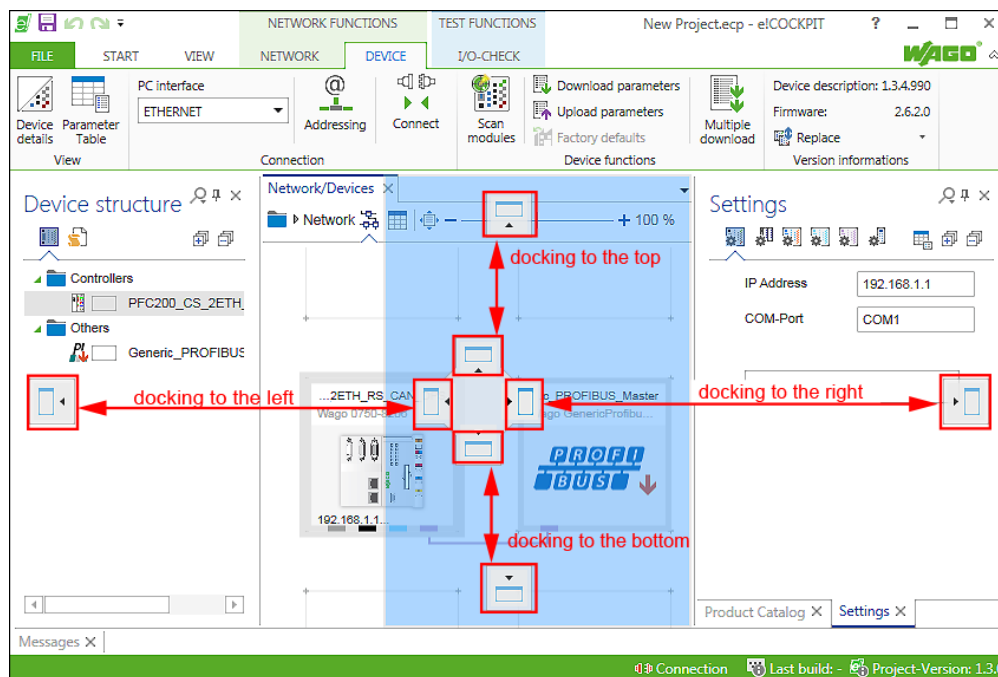 NETWORK FUNCTIONS
TEST FUNCTIONS
New Project.ecp - e!COCKPIT
?
FILE
START
VIEW
NETWORK
DEVICE
I/O-CHECK
WAGO
PC interface
ETHERNET
Device details
Parameter Table
View
Addressing
Connect
Connection
Scan modules
Download parameters
Upload parameters
Factory defaults
Device functions
Multiple download
Device description: 1.3.4.990
Firmware: 2.6.2.0
Replace
Version informations
Device structure
Controllers
PFC200_CS_2ETH_
Others
Generic_PROFIBUS
Network/Devices
Network
100 %
docking to the top
docking to the left
docking to the right
docking to the bottom
...2ETH_RS_CAN
Wago 0750-8206
192.168.1.1...
c_PROFIBUS_Master
ago GenericProfibu...
PROFI
BUS
Settings
IP Address
192.168.1.1
COM-Port
COM1
Product Catalog
Settings
Messages
Connection
Last build: -
Project-Version: 1.3.